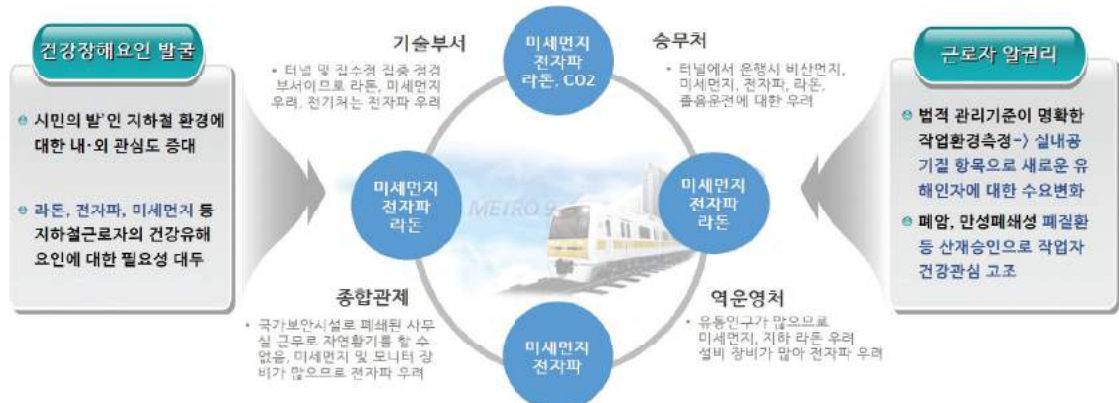 건강장해요인 발굴
시민의 발'인 지하철 환경에
대한 내·외 관심도 증대
라돈, 전자파, 미세먼지 등
지하철근로자의 건강유해
요인에 대한 필요성 대두
기술부서
• 터널 및 집수정 집중 점검
부서이므로 라돈, 미세먼지
우려, 전기처는 전자파 우려
미세먼지
전자파
라돈, CO2
승무처
• 터널에서 운행시 비산먼지,
미세먼지, 전자파, 라돈,
졸음운전에 대한 우려
미세먼지
전자파
라돈
METRO 9
미세먼지
전자파
라돈
종합관제
• 국가보안시설로 폐쇄된 사무
실 근무로 자연환기를 할 수
없음, 미세먼지 및 모니터 장
비가 많으므로 전자파 우려
미세먼지
전자파
역운영처
• 유동인구가 많으므로
미세먼지, 지하 라돈 우려
설비 장비가 많아 전자파 우려
근로자 알권리
법적 관리기준이 명확한
작업환경측정-> 실내공
기질 항목으로 새로운 유
해인자에 대한 수요변화
폐암, 만성폐쇄성 폐질환
등 산재승인으로 작업자
건강관심 고조